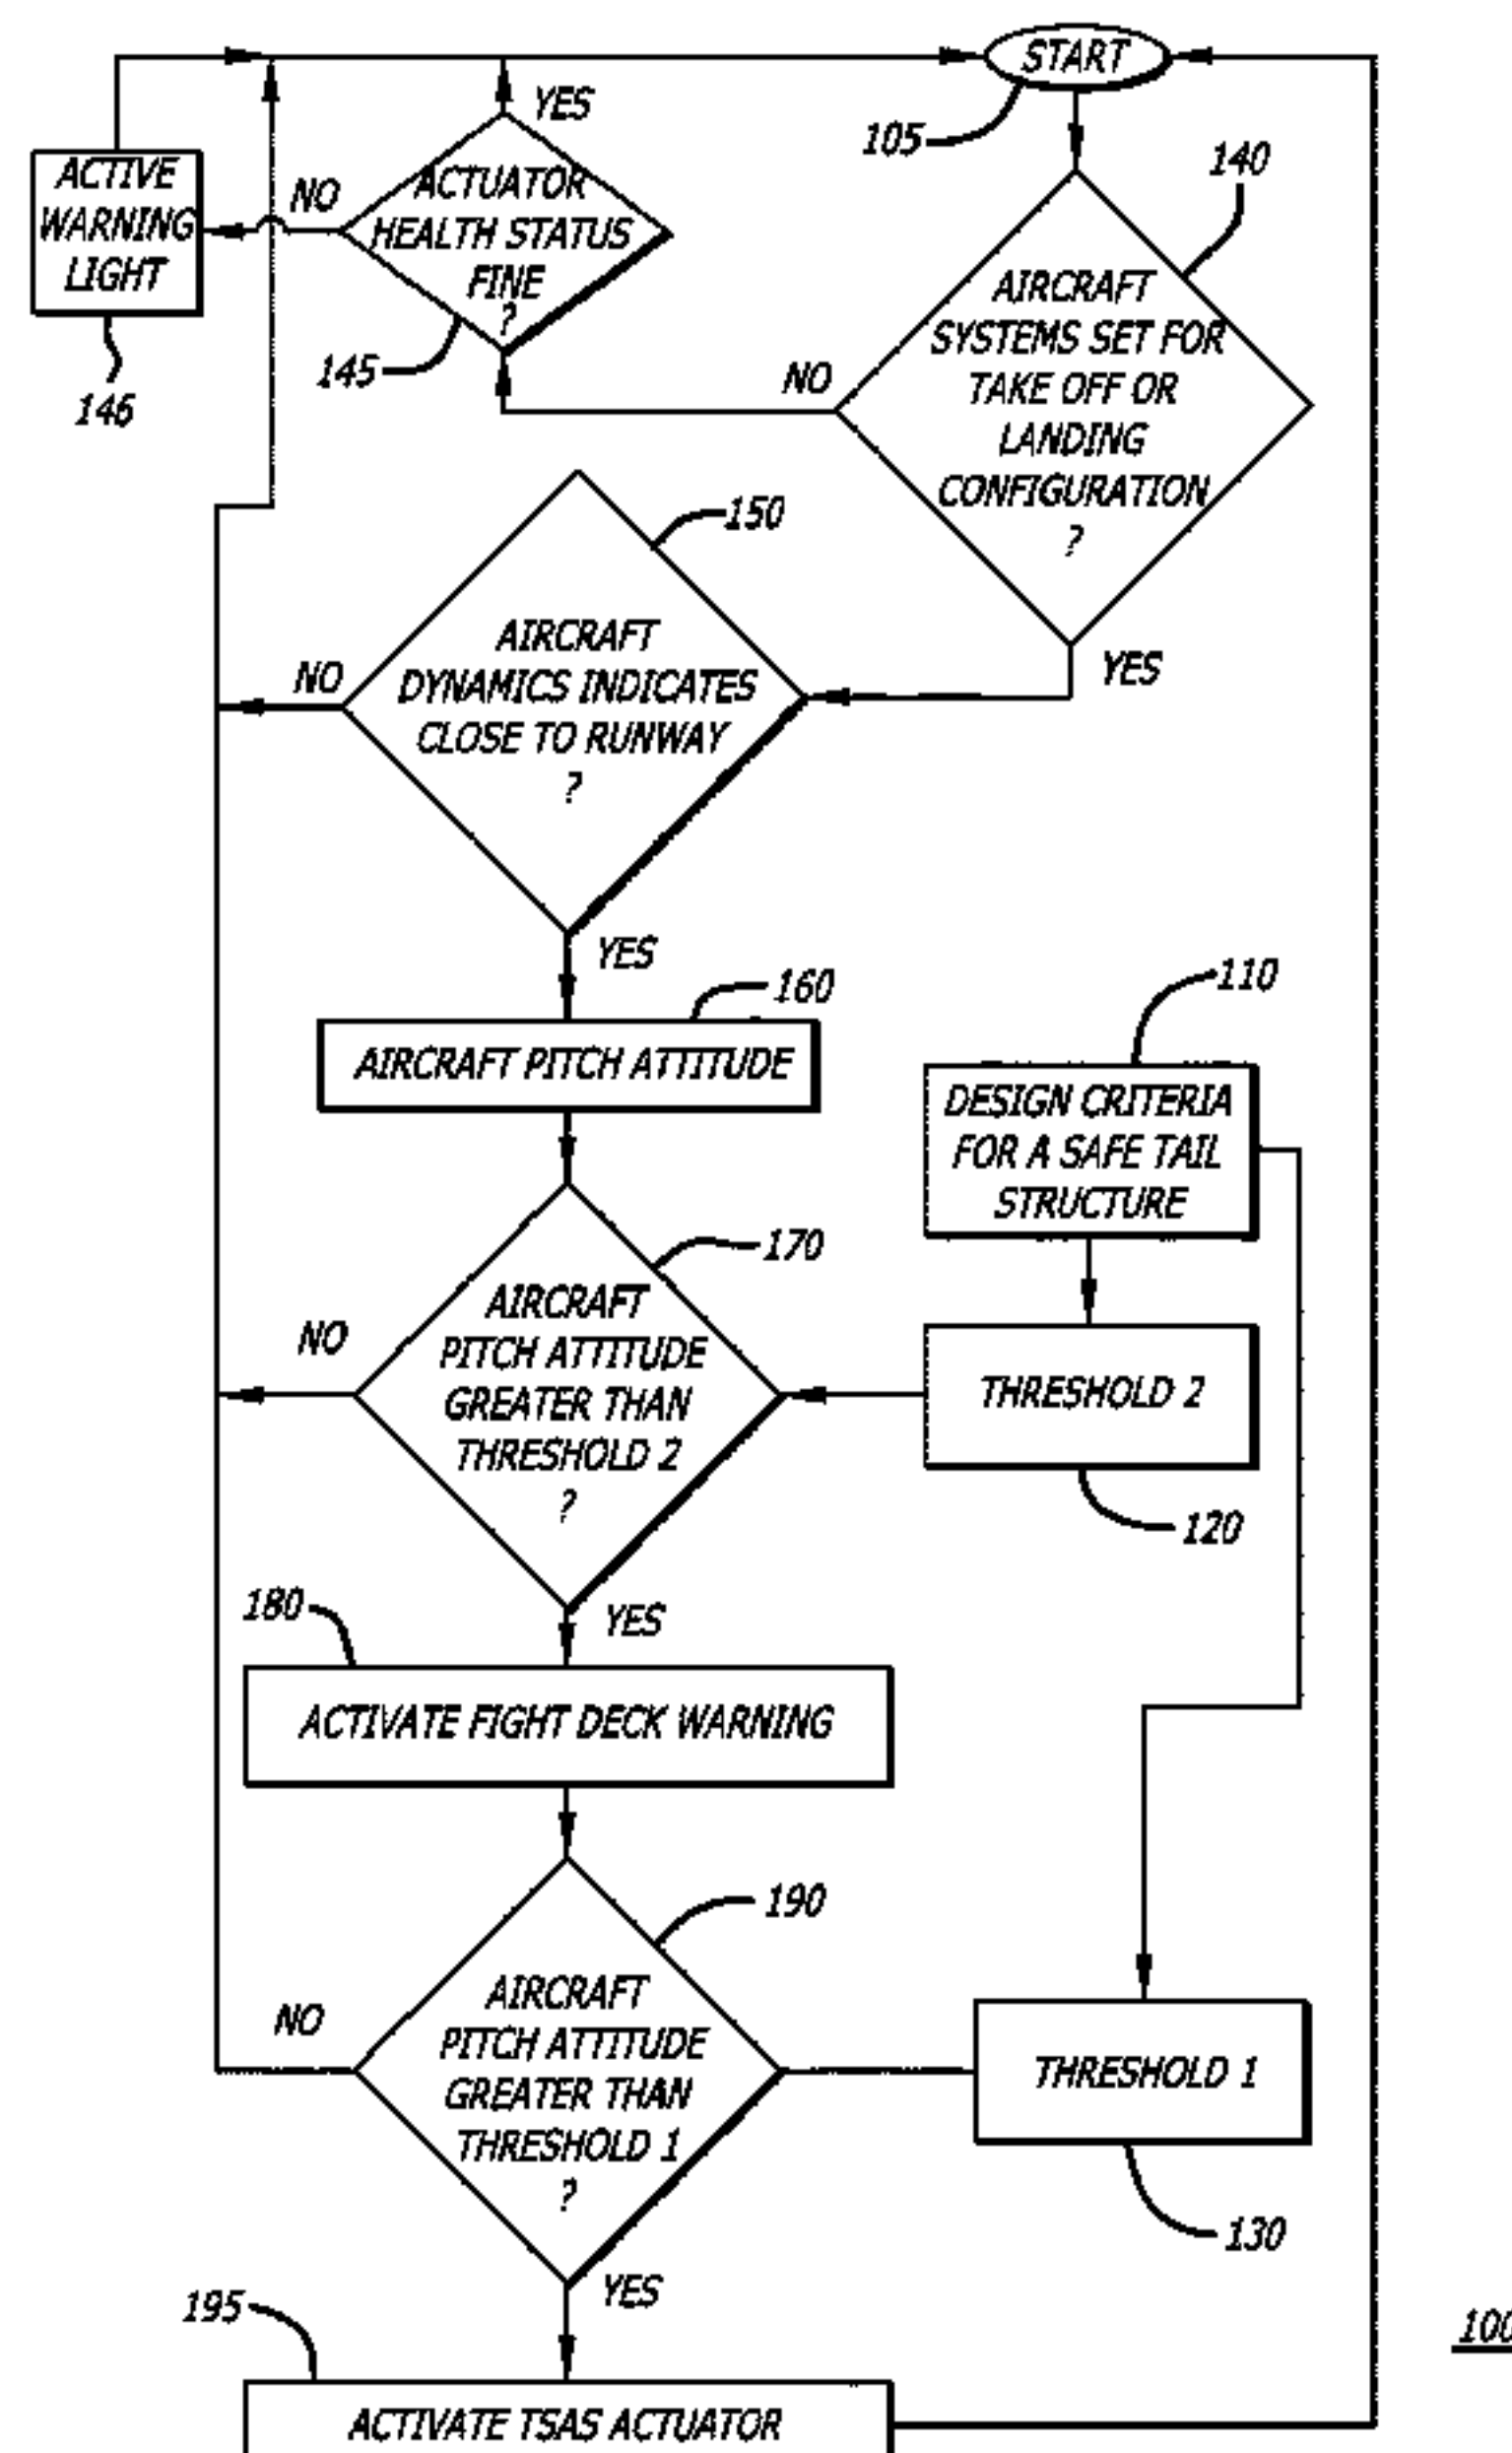 START
105
YES
ACTIVE
WARNING
LIGHT
146
NO
ACTUATOR
HEALTH STATUS
FINE
?
145
140
AIRCRAFT
SYSTEMS SET FOR
TAKE OFF OR
LANDING
CONFIGURATION
?
NO
YES
150
AIRCRAFT
DYNAMICS INDICATES
CLOSE TO RUNWAY
?
NO
YES
160
AIRCRAFT PITCH ATTITUDE
110
DESIGN CRITERIA
FOR A SAFE TAIL
STRUCTURE
170
AIRCRAFT
PITCH ATTITUDE
GREATER THAN
THRESHOLD 2
?
NO
THRESHOLD 2
120
YES
180
ACTIVATE FIGHT DECK WARNING
190
AIRCRAFT
PITCH ATTITUDE
GREATER THAN
THRESHOLD 1
?
NO
THRESHOLD 1
130
YES
195
ACTIVATE TSAS ACTUATOR
100